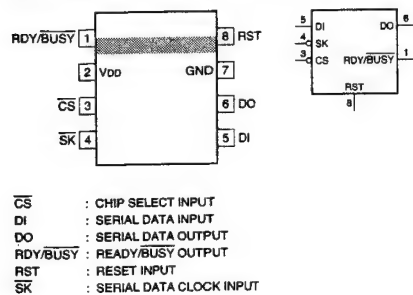 RDY/BUSY 1
8 RST
2 VDD
GND 7
CS 3
6 DO
SK 4
5 DI
5 DI
DO 6
4 SK
3 CS
RDY/BUSY 1
RST
8
CS : CHIP SELECT INPUT
DI : SERIAL DATA INPUT
DO : SERIAL DATA OUTPUT
RDY/BUSY : READY/BUSY OUTPUT
RST : RESET INPUT
SK : SERIAL DATA CLOCK INPUT